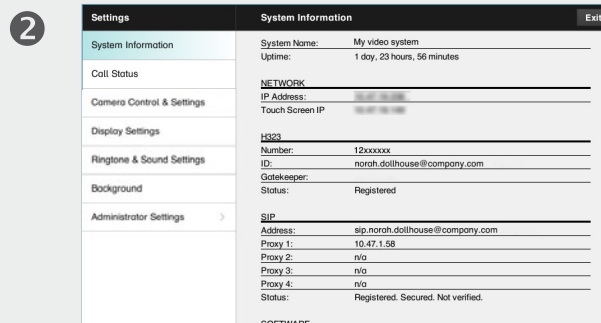 2
Settings
System Information
Exit
System Information
Call Status
Camera Control & Settings
Display Settings
Ringtone & Sound Settings
Background
Administrator Settings
System Name: My video system
Uptime: 1 day, 23 hours, 56 minutes
NETWORK
IP Address:
Touch Screen IP
H323
Number: 12xxxxxx
ID: norah.dollhouse@company.com
Gatekeeper:
Status: Registered
SIP
Address: sip.norah.dollhouse@company.com
Proxy 1: 10.47.1.58
Proxy 2: n/a
Proxy 3: n/a
Proxy 4: n/a
Status: Registered. Secured. Not verified.
SOFTWARE